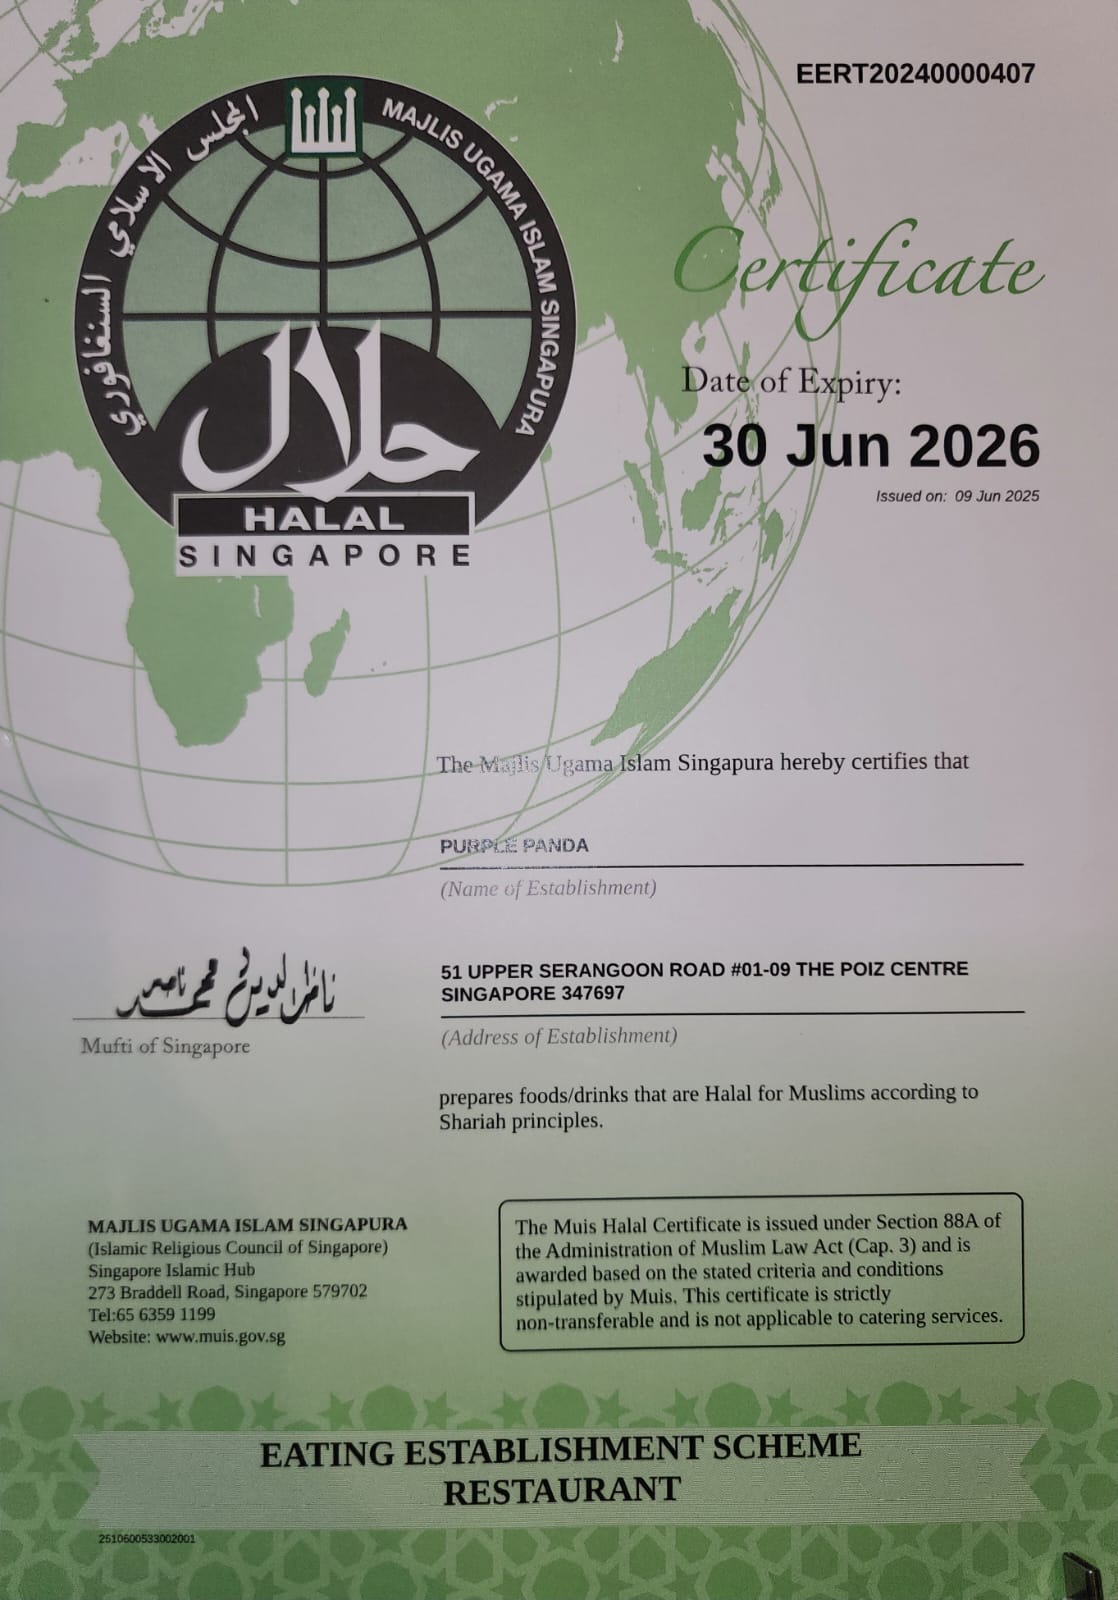 EERT20240000407
المجلس الاسلامي السنغافوري
MAJLIS UGAMA ISLAM SINGAPURA
حلال
HALAL
SINGAPORE
Certificate
Date of Expiry:
30 Jun 2026
Issued on: 09 Jun 2025
The Majlis Ugama Islam Singapura hereby certifies that
PURPLE PANDA
(Name of Establishment)
51 UPPER SERANGOON ROAD #01-09 THE POIZ CENTRE
SINGAPORE 347697
(Address of Establishment)
Mufti of Singapore
prepares foods/drinks that are Halal for Muslims according to
Shariah principles.
MAJLIS UGAMA ISLAM SINGAPURA
(Islamic Religious Council of Singapore)
Singapore Islamic Hub
273 Braddell Road, Singapore 579702
Tel:65 6359 1199
Website: www.muis.gov.sg
The Muis Halal Certificate is issued under Section 88A of
the Administration of Muslim Law Act (Cap. 3) and is
awarded based on the stated criteria and conditions
stipulated by Muis. This certificate is strictly
non-transferable and is not applicable to catering services.
EATING ESTABLISHMENT SCHEME
RESTAURANT
2510600533002001